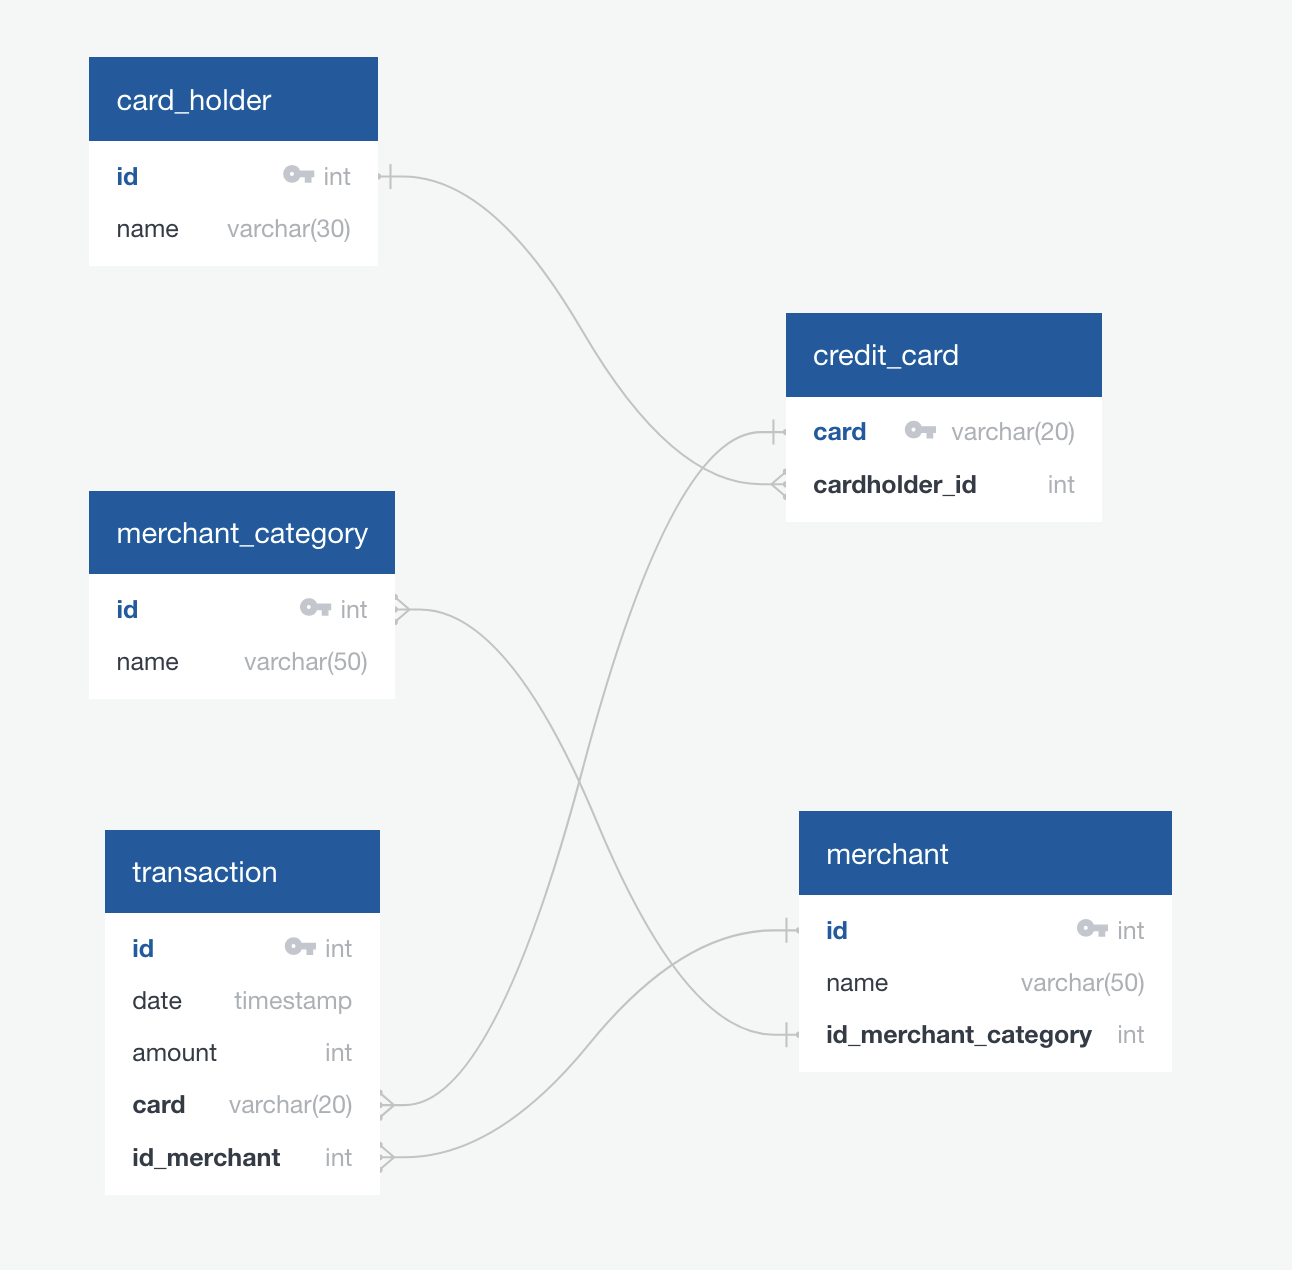 card_holder
id int
name varchar(30)
credit_card
card varchar(20)
cardholder_id int
merchant_category
id int
name varchar(50)
transaction
id int
date timestamp
amount int
card varchar(20)
id_merchant int
merchant
id int
name varchar(50)
id_merchant_category int